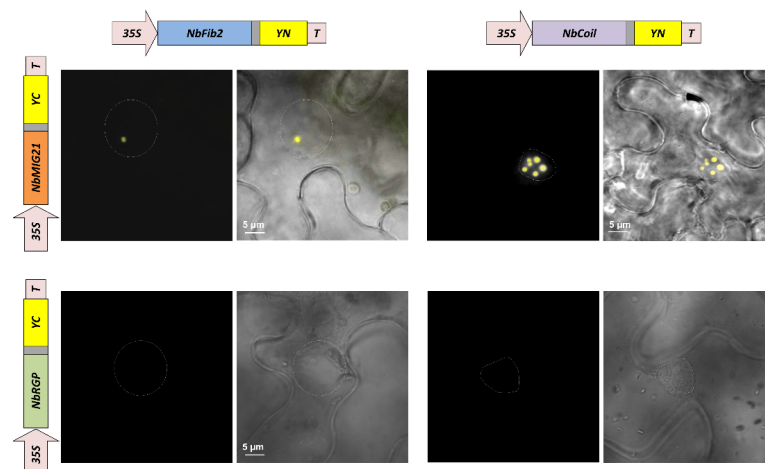 35S NbFib2 YN T
35S NbCoil YN T
T
YC
NbMIG21
35S
5 µm
5 µm
T
YC
NbRGP
35S
5 µm